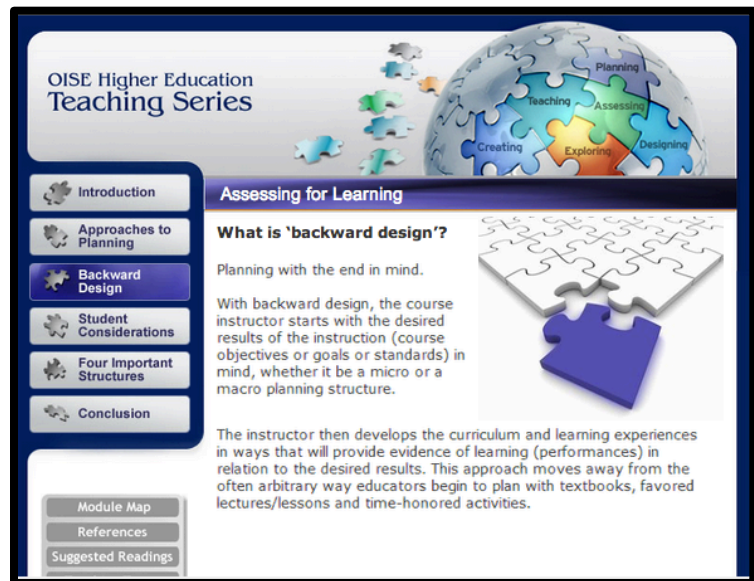 OISE Higher Education
Teaching Series
Planning
Teaching
Assessing
Creating
Exploring
Designing
Introduction
Approaches to
Planning
Backward
Design
Student
Considerations
Four Important
Structures
Conclusion
Module Map
References
Suggested Readings
Assessing for Learning
What is ‘backward design’?
Planning with the end in mind.
With backward design, the course
instructor starts with the desired
results of the instruction (course
objectives or goals or standards) in
mind, whether it be a micro or a
macro planning structure.
The instructor then develops the curriculum and learning experiences
in ways that will provide evidence of learning (performances) in
relation to the desired results. This approach moves away from the
often arbitrary way educators begin to plan with textbooks, favored
lectures/lessons and time-honored activities.